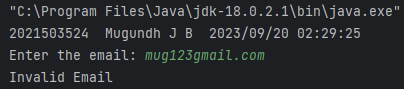 "C:\Program Files\Java\jdk-18.0.2.1\bin\java.exe"
2021503524  Mugundh J B  2023/09/20 02:29:25
Enter the email: mug123gmail.com
Invalid Email